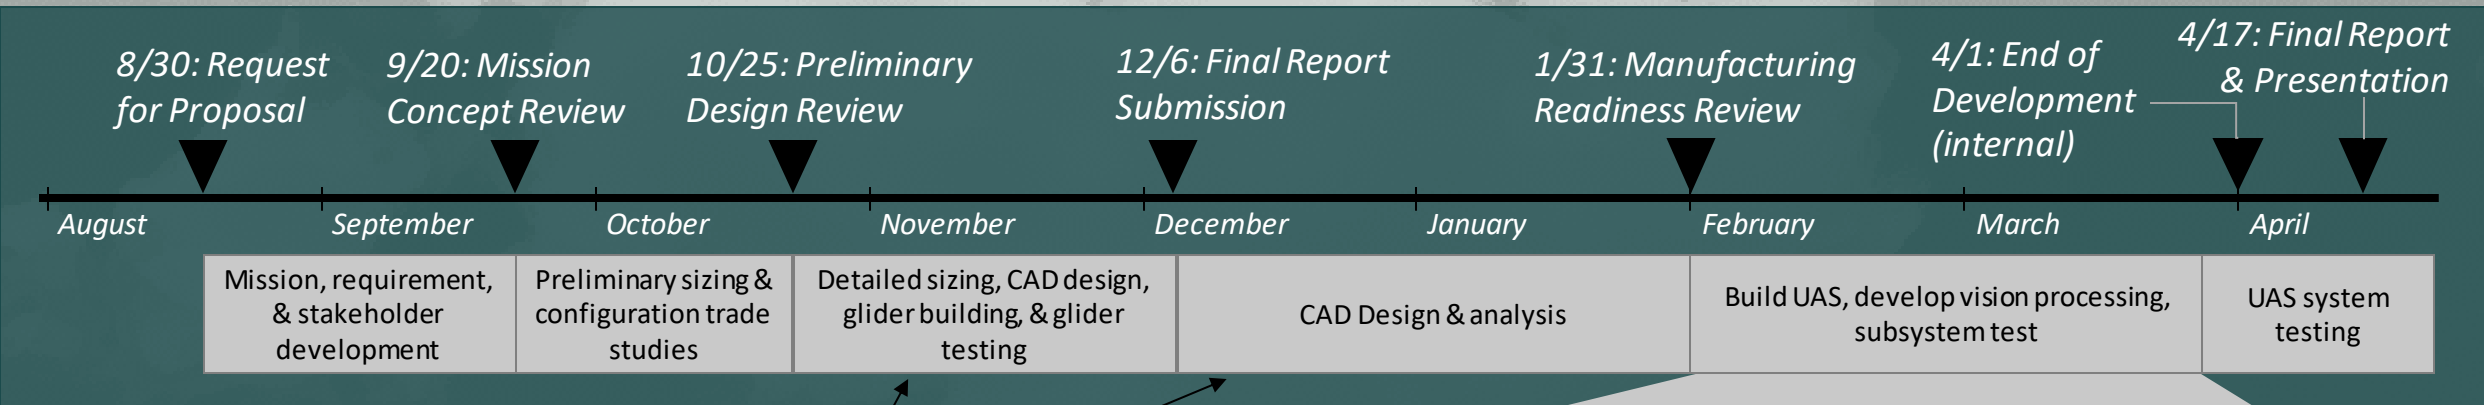 8/30: Request
for Proposal
9/20: Mission
Concept Review
10/25: Preliminary
Design Review
12/6: Final Report
Submission
1/31: Manufacturing
Readiness Review
4/1: End of
Development
(internal)
4/17: Final Report
& Presentation
August
September
October
November
December
January
February
March
April
Mission, requirement,
& stakeholder
development
Preliminary sizing &
configuration trade
studies
Detailed sizing, CAD design,
glider building, & glider
testing
CAD Design & analysis
Build UAS, develop vision processing,
subsystem test
UAS system
testing